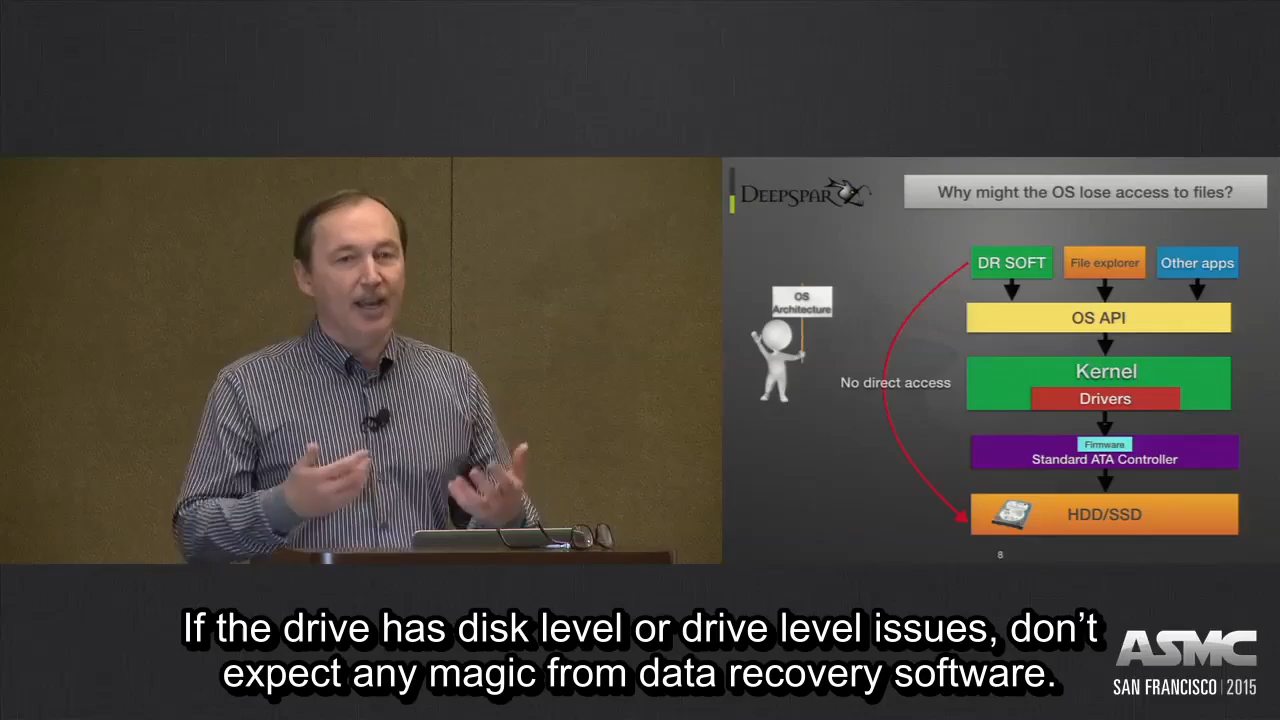 DEEPSPAR
Why might the OS lose access to files?
DR SOFT
File explorer
Other apps
OS
Architecture
OS API
Kernel
No direct access
Drivers
Firmware
Standard ATA Controller
HDD/SSD
8
If the drive has disk level or drive level issues, don't
expect any magic from data recovery software.
ASMC
SAN FRANCISCO | 2015